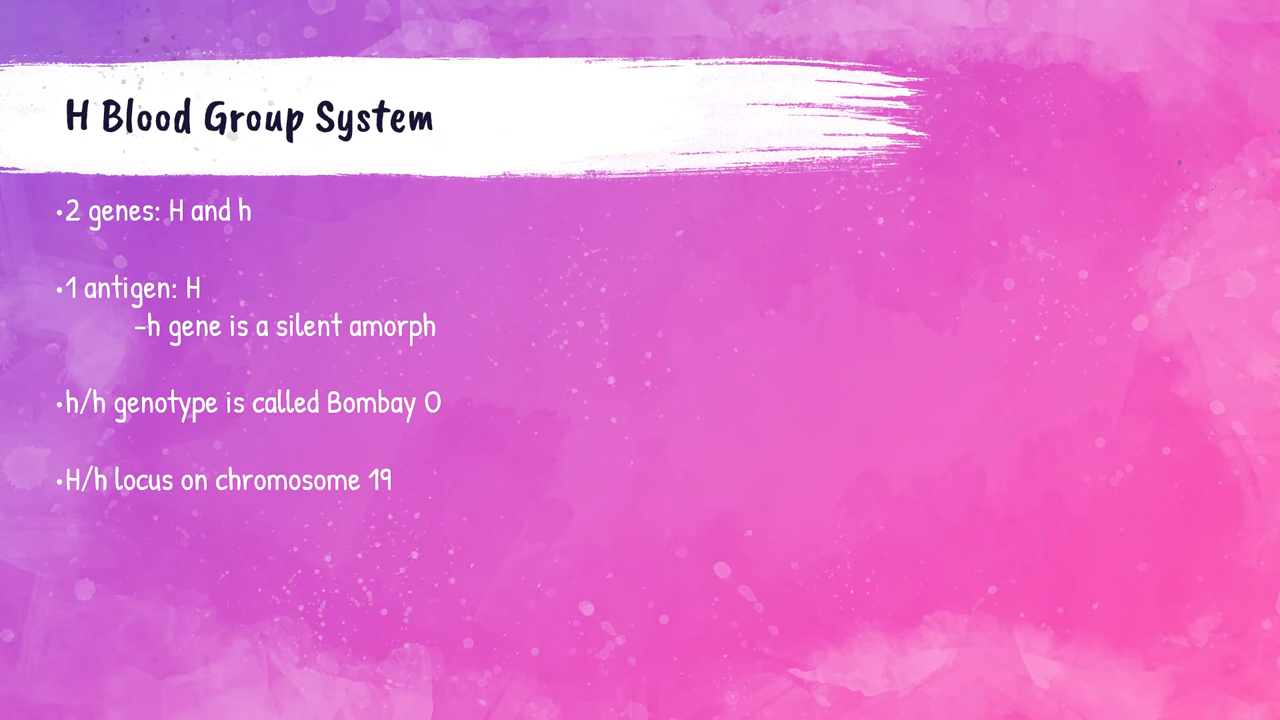 H Blood Group System
•2 genes: H and h
•1 antigen: H
-h gene is a silent amorph
•h/h genotype is called Bombay O
•H/h locus on chromosome 19